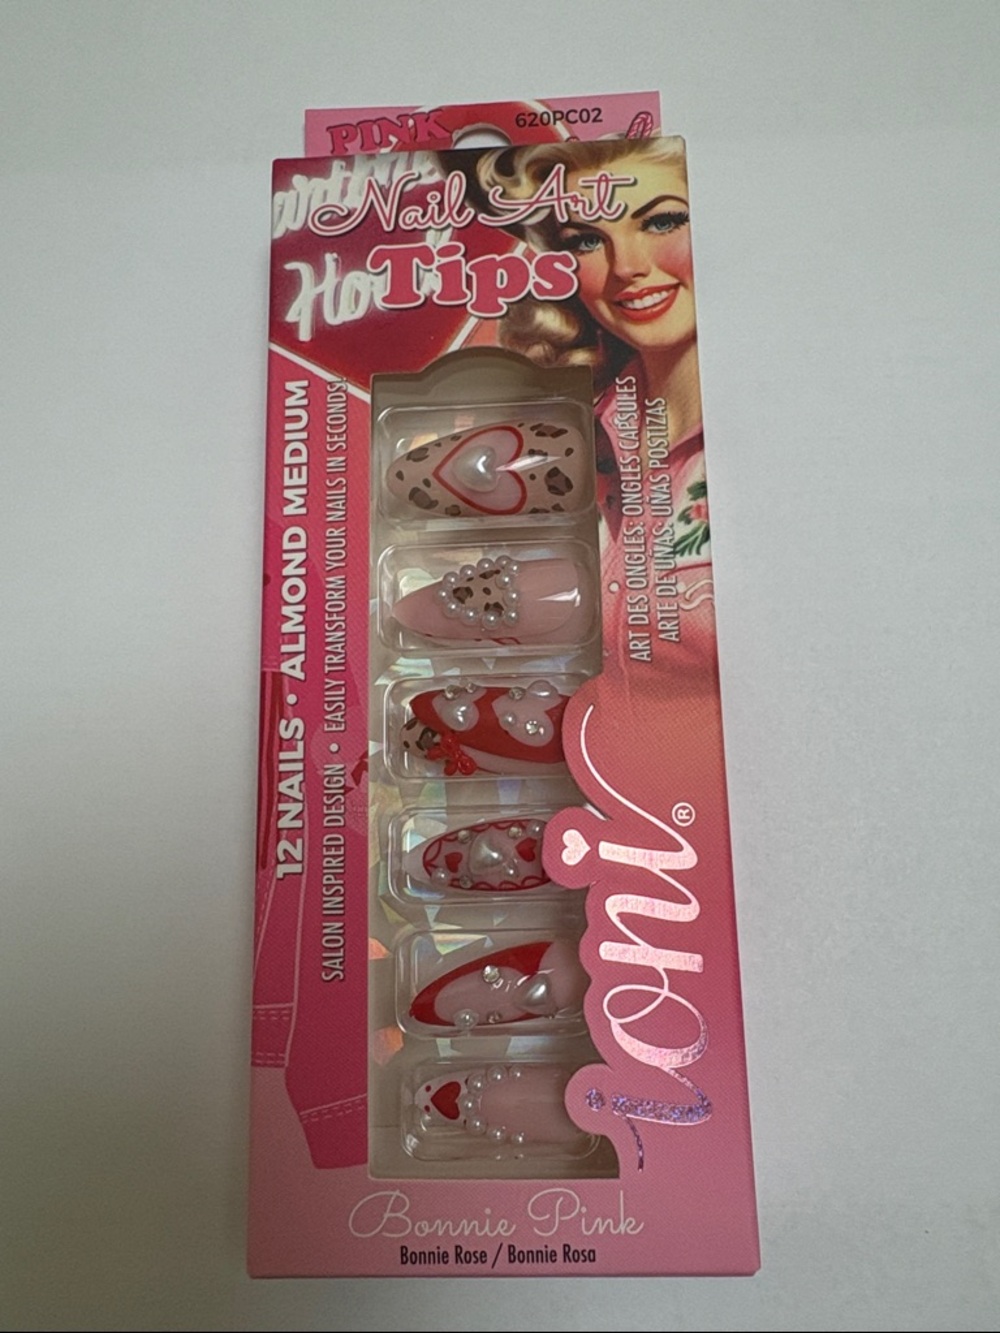 PINK
620PC02
Nail Art
Tips
12 NAILS • ALMOND MEDIUM
SALON INSPIRED DESIGN • EASILY TRANSFORM YOUR NAILS IN SECONDS!
ART DES ONGLES: ONGLES CAPSULES
ARTE DE UÑAS: UÑAS POSTIZAS
ioni®
Bonnie Pink
Bonnie Rose / Bonnie Rosa